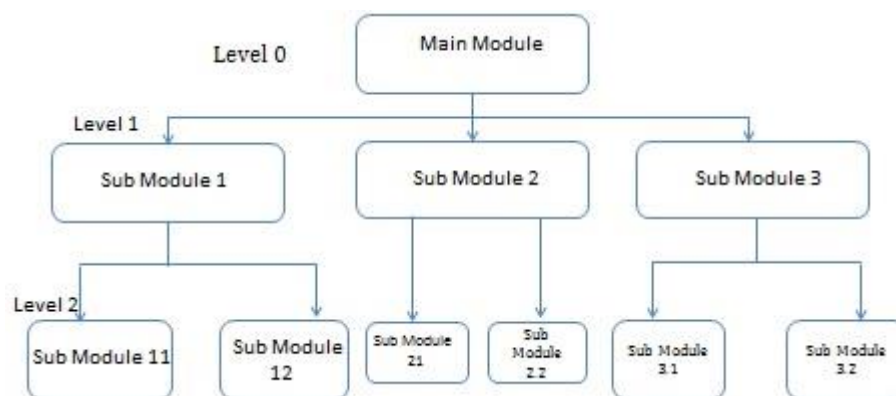 Level 0
Main Module
Level 1
Sub Module 1
Sub Module 2
Sub Module 3
Level 2
Sub Module 11
Sub Module
12
Sub Module
21
Sub
Module
2.2
Sub Module
3.1
Sub Module
3.2